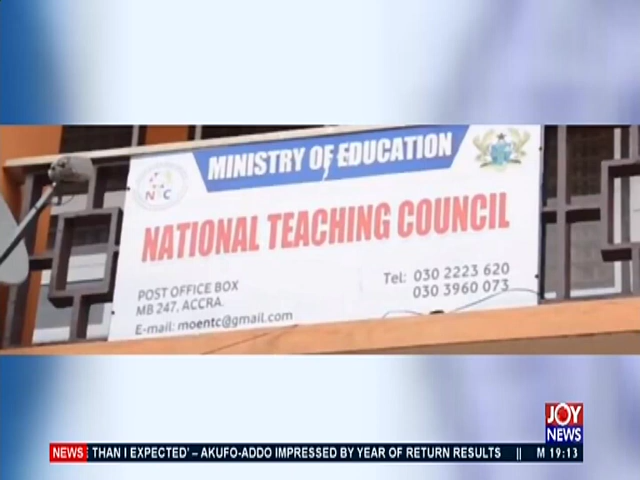 MINISTRY OF EDUCATION
NTC
NATIONAL TEACHING COUNCIL
POST OFFICE BOX
MB 247, ACCRA.
E-mail: moentc@gmail.com
Tel: 030 2223 620
030 3960 073
JOY
NEWS
NEWS THAN I EXPECTED' – AKUFO-ADDO IMPRESSED BY YEAR OF RETURN RESULTS || M 19:13